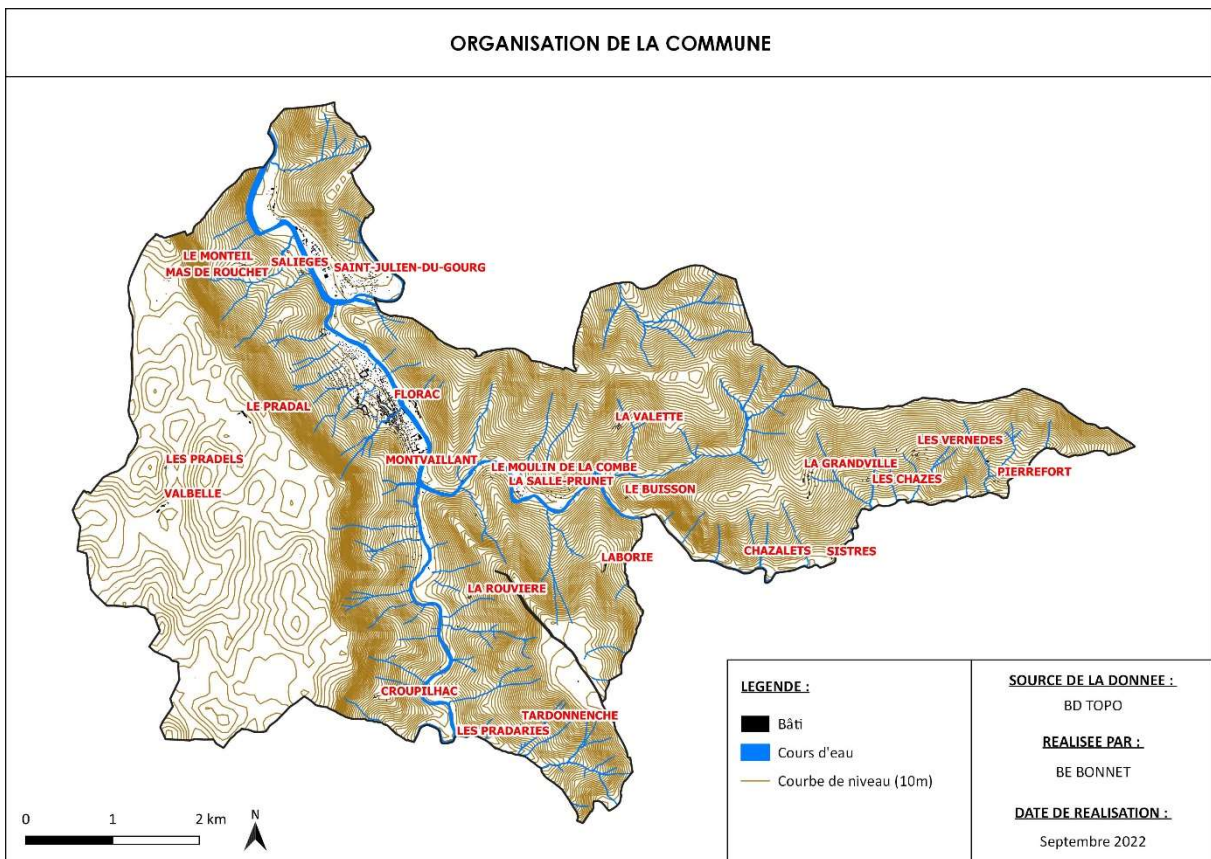 ORGANISATION DE LA COMMUNE
LE MONTEIL
MAS DE ROUCHET
SALIEGES
SAINT-JULIEN-DU-GOURG
FLORAC
LE PRADAL
LA VALETTE
LES PRADELS
MONTVAILLANT
LE MOULIN DE LA COMBE
LA SALLE-PRUNET
LES VERNEDES
LA GRANDVILLE
PIERREFORT
LES CHAZES
VALBELLE
LE BUISSON
LABORIE
CHAZALETS
SISTRES
LA ROUVIERE
CROUPILHAC
TARDONNENCHE
LES PRADARIES
0 1 2 km
N
LEGENDE :
Bâti
Cours d'eau
Courbe de niveau (10m)
SOURCE DE LA DONNEE :
BD TOPO
REALISEE PAR :
BE BONNET
DATE DE REALISATION :
Septembre 2022